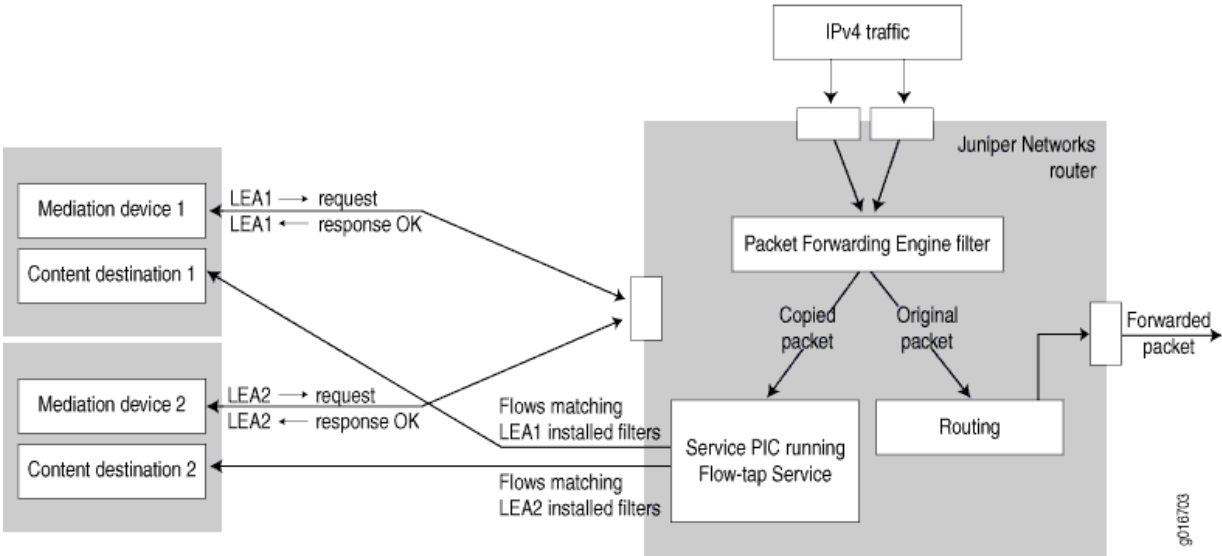 IPv4 traffic
Juniper Networks
router
Mediation device 1
LEA1 → request
LEA1 ← response OK
Content destination 1
Packet Forwarding Engine filter
Copied
packet
Original
packet
Forwarded
packet
Mediation device 2
LEA2 → request
LEA2 ← response OK
Content destination 2
Flows matching
LEA1 installed filters
Service PIC running
Flow-tap Service
Routing
Flows matching
LEA2 installed filters
g016703